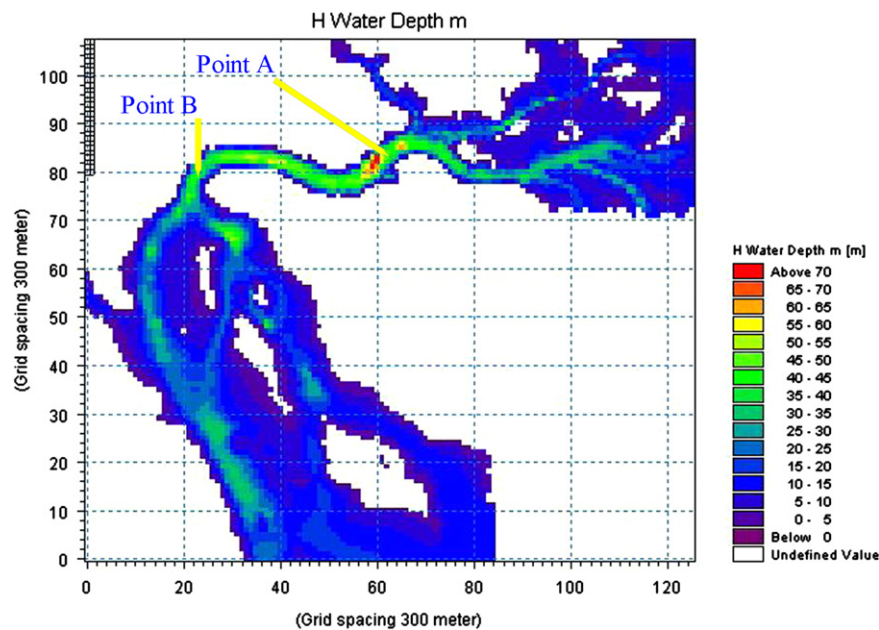 H Water Depth m
Point A
Point B
100
90
80
70
60
50
40
30
20
10
0
(Grid spacing 300 meter)
0 20 40 60 80 100 120
(Grid spacing 300 meter)
H Water Depth m [m]
Above 70
65 - 70
60 - 65
55 - 60
50 - 55
45 - 50
40 - 45
35 - 40
30 - 35
25 - 30
20 - 25
15 - 20
10 - 15
5 - 10
0 - 5
Below 0
Undefined Value